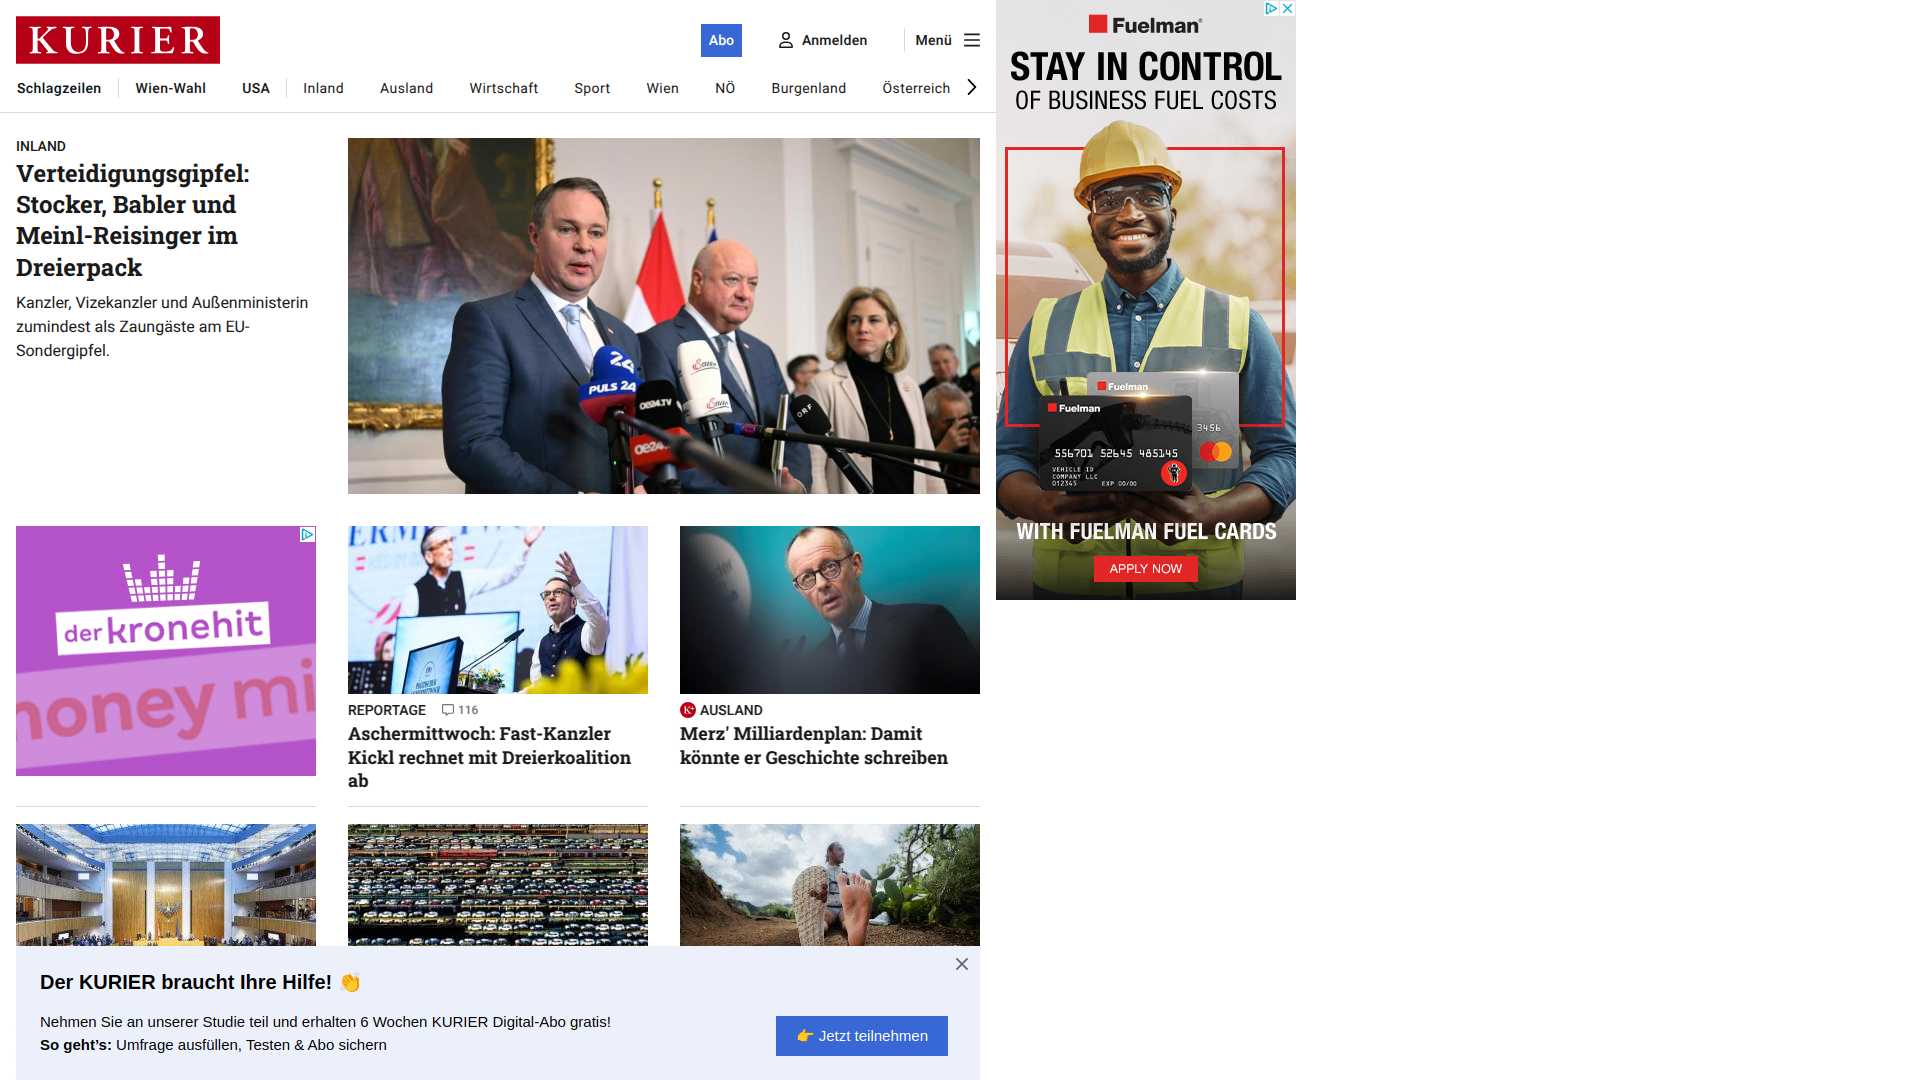 KURIER
Abo
Anmelden
Menü
Schlagzeilen
Wien-Wahl
USA
Inland
Ausland
Wirtschaft
Sport
Wien
NÖ
Burgenland
Österreich
INLAND
Verteidigungsgipfel:
Stocker, Babler und
Meinl-Reisinger im
Dreierpack
Kanzler, Vizekanzler und Außenministerin
zumindest als Zaungäste am EU-
Sondergipfel.
24
PULS 24
oe24.TV
oe24
ORF
der kronehit
money mi
REPORTAGE
116
Aschermittwoch: Fast-Kanzler
Kickl rechnet mit Dreierkoalition
ab
K+
AUSLAND
Merz' Milliardenplan: Damit
könnte er Geschichte schreiben
Der KURIER braucht Ihre Hilfe! 👏
Nehmen Sie an unserer Studie teil und erhalten 6 Wochen KURIER Digital-Abo gratis!
So geht’s: Umfrage ausfüllen, Testen & Abo sichern
👉 Jetzt teilnehmen
Fuelman
STAY IN CONTROL
OF BUSINESS FUEL COSTS
Fuelman
Fuelman
3456
556701 52645 485145
VEHICLE ID
COMPANY LLC
012345 EXP 00/00
WITH FUELMAN FUEL CARDS
APPLY NOW